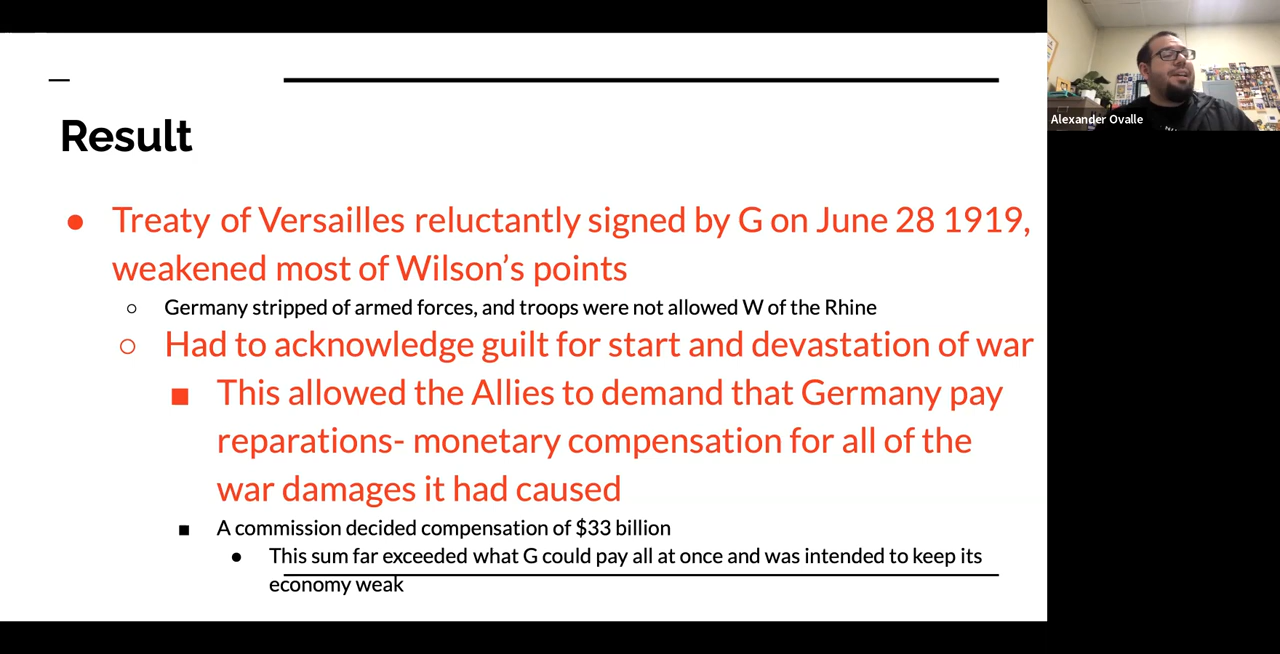 Result
● Treaty of Versailles reluctantly signed by G on June 28 1919,
weakened most of Wilson's points
○ Germany stripped of armed forces, and troops were not allowed W of the Rhine
○ Had to acknowledge guilt for start and devastation of war
■ This allowed the Allies to demand that Germany pay
reparations- monetary compensation for all of the
war damages it had caused
■ A commission decided compensation of $33 billion
● This sum far exceeded what G could pay all at once and was intended to keep its
economy weak
Alexander Ovalle